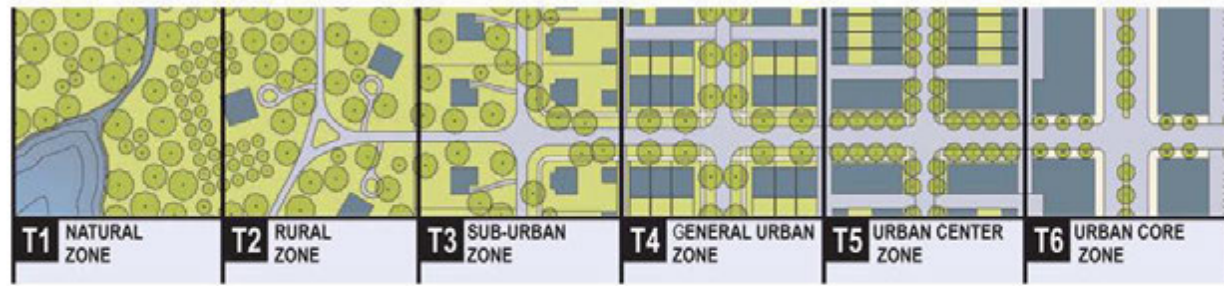 T1 NATURAL
ZONE
T2 RURAL
ZONE
T3 SUB-URBAN
ZONE
T4 GENERAL URBAN
ZONE
T5 URBAN CENTER
ZONE
T6 URBAN CORE
ZONE